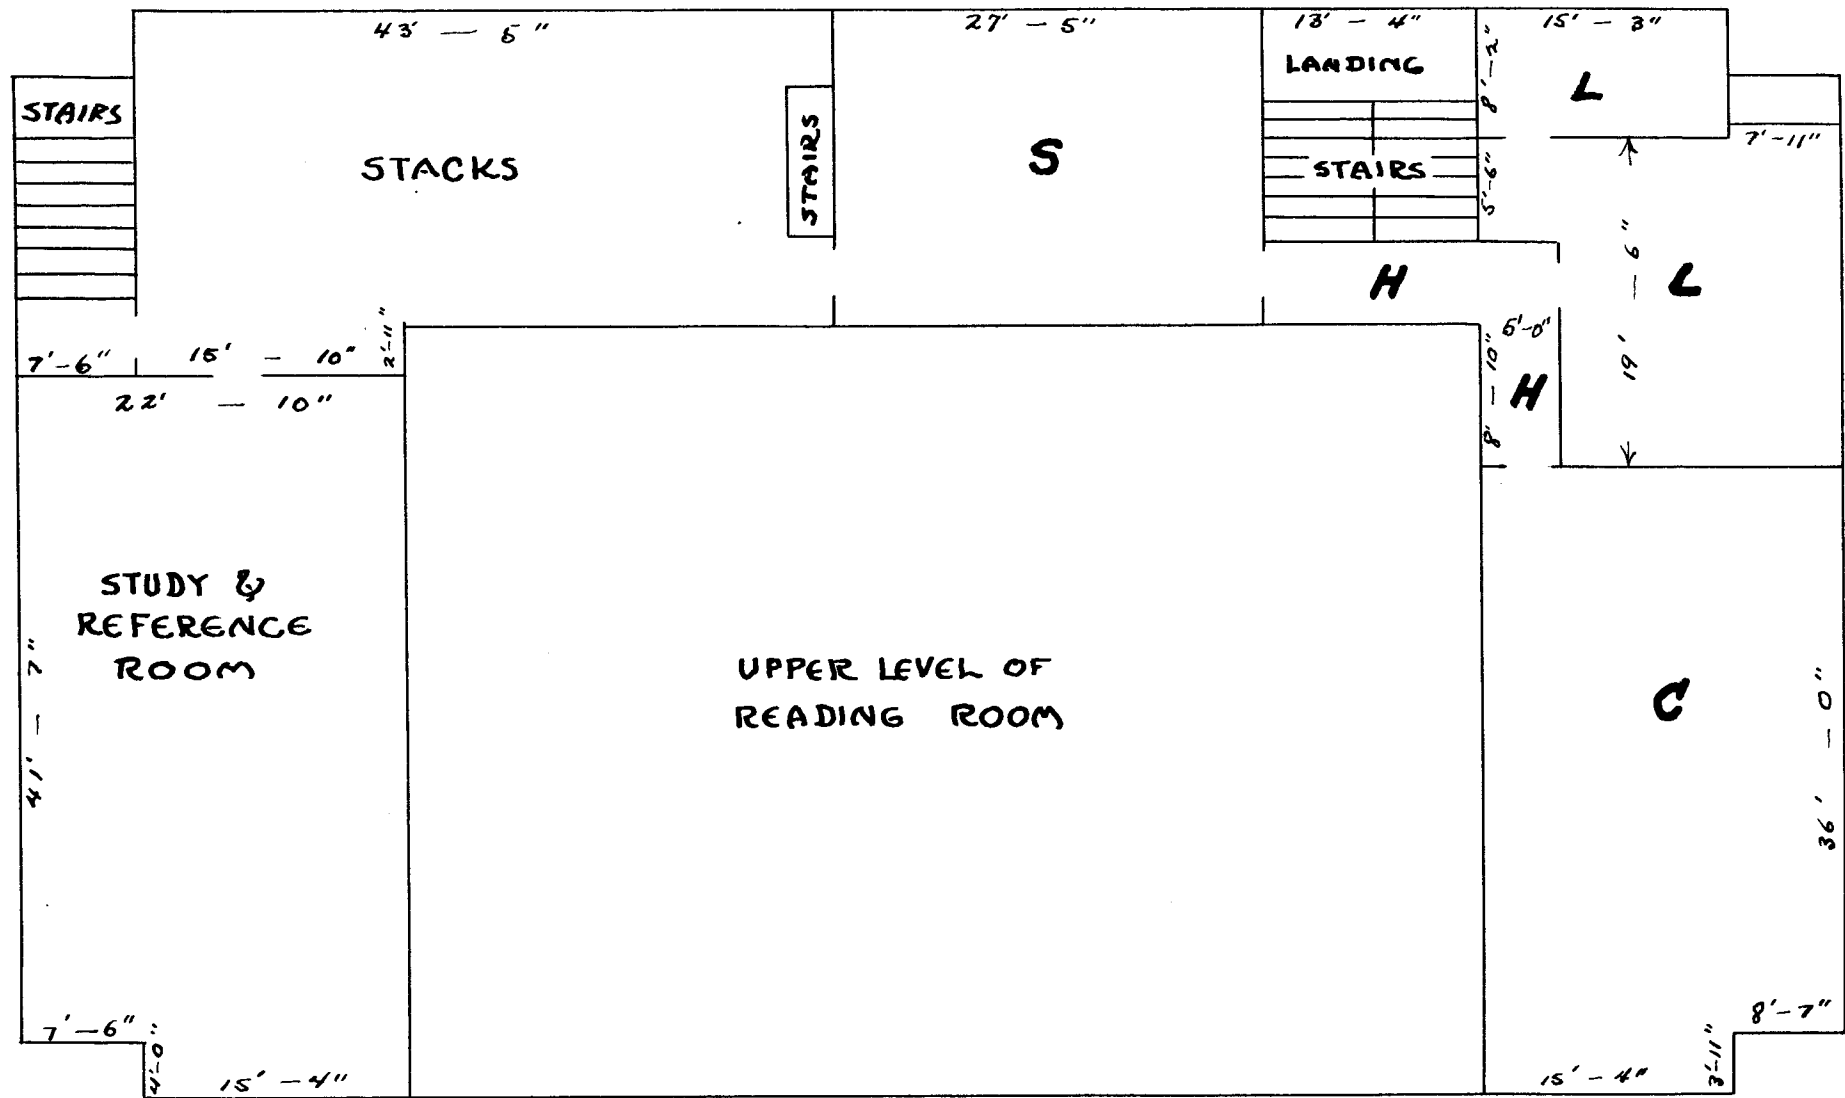 43' — 5"
27' - 5"
13' - 4"
15' - 3"
LANDING
8' - 2"
L
STAIRS
STACKS
STAIRS
S
STAIRS
5'-6"
7'-11"
19' — 6"
L
H
5'-0"
7'-6"
15' - 10"
2'-11"
22' — 10"
8' - 10"
H
STUDY &
REFERENCE
ROOM
41' — 7"
UPPER LEVEL OF
READING ROOM
C
36' — 0"
7'-6"
4'-0"
15' - 4"
15' - 4"
3'-11"
8'-7"